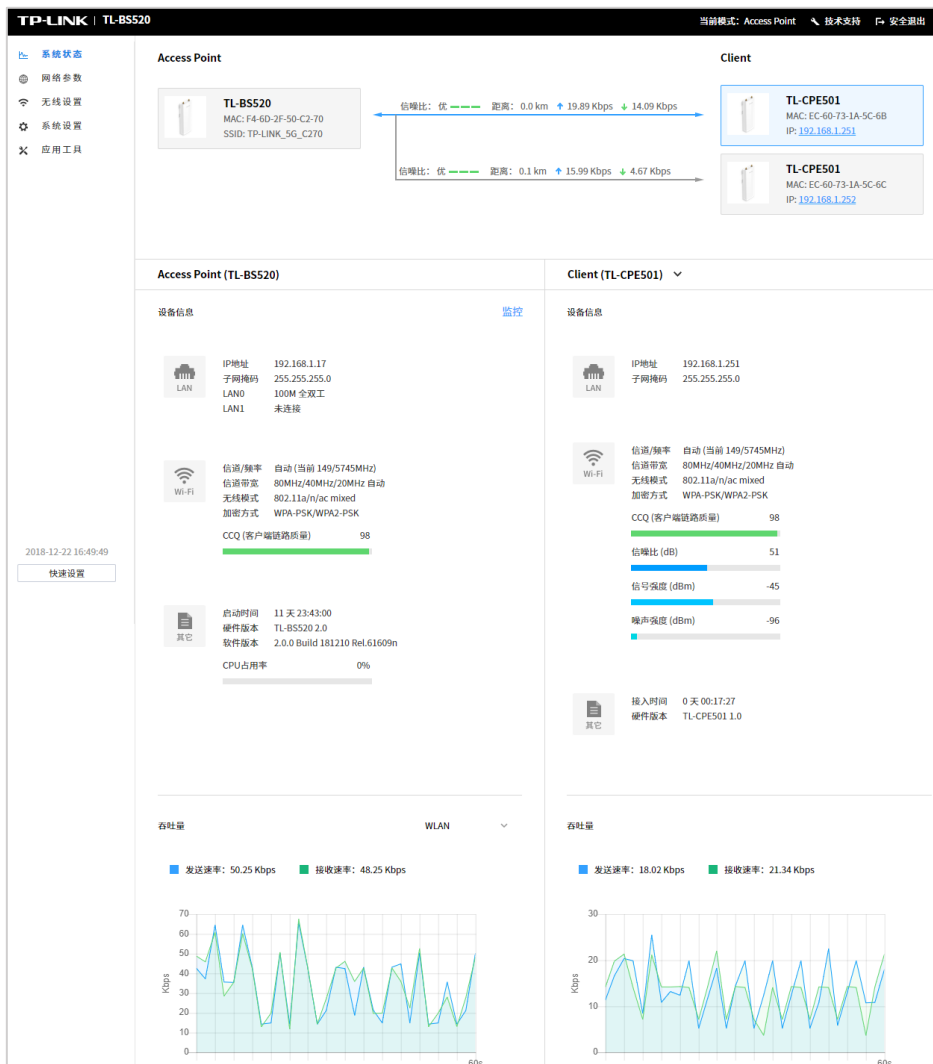 TP-LINK | TL-BS520
当前模式：Access Point 技术支持 安全退出
系统状态
网络参数
无线设置
系统设置
应用工具
2018-12-22 16:49:49
快速设置
Access Point
Client
TL-BS520
MAC: F4-6D-2F-50-C2-70
SSID: TP-LINK_5G_C270
信噪比： 优 距离： 0.0 km 19.89 Kbps 14.09 Kbps
信噪比： 优 距离： 0.1 km 15.99 Kbps 4.67 Kbps
TL-CPE501
MAC: EC-60-73-1A-5C-6B
IP: 192.168.1.251
TL-CPE501
MAC: EC-60-73-1A-5C-6C
IP: 192.168.1.252
Access Point (TL-BS520)
设备信息 监控
LAN
IP地址 192.168.1.17
子网掩码 255.255.255.0
LAN0 100M 全双工
LAN1 未连接
Wi-Fi
信道/频率 自动 (当前 149/5745MHz)
信道带宽 80MHz/40MHz/20MHz 自动
无线模式 802.11a/n/ac mixed
加密方式 WPA-PSK/WPA2-PSK
CCQ (客户端链路质量) 98
其它
启动时间 11 天 23:43:00
硬件版本 TL-BS520 2.0
软件版本 2.0.0 Build 181210 Rel.61609n
CPU占用率 0%
吞吐量 WLAN
发送速率：50.25 Kbps 接收速率：48.25 Kbps
70
60
50
40
30
20
10
0
Kbps
60s
Client (TL-CPE501)
设备信息
LAN
IP地址 192.168.1.251
子网掩码 255.255.255.0
Wi-Fi
信道/频率 自动 (当前 149/5745MHz)
信道带宽 80MHz/40MHz/20MHz 自动
无线模式 802.11a/n/ac mixed
加密方式 WPA-PSK/WPA2-PSK
CCQ (客户端链路质量) 98
信噪比 (dB) 51
信号强度 (dBm) -45
噪声强度 (dBm) -96
其它
接入时间 0 天 00:17:27
硬件版本 TL-CPE501 1.0
吞吐量
发送速率：18.02 Kbps 接收速率：21.34 Kbps
30
20
10
0
Kbps
60s